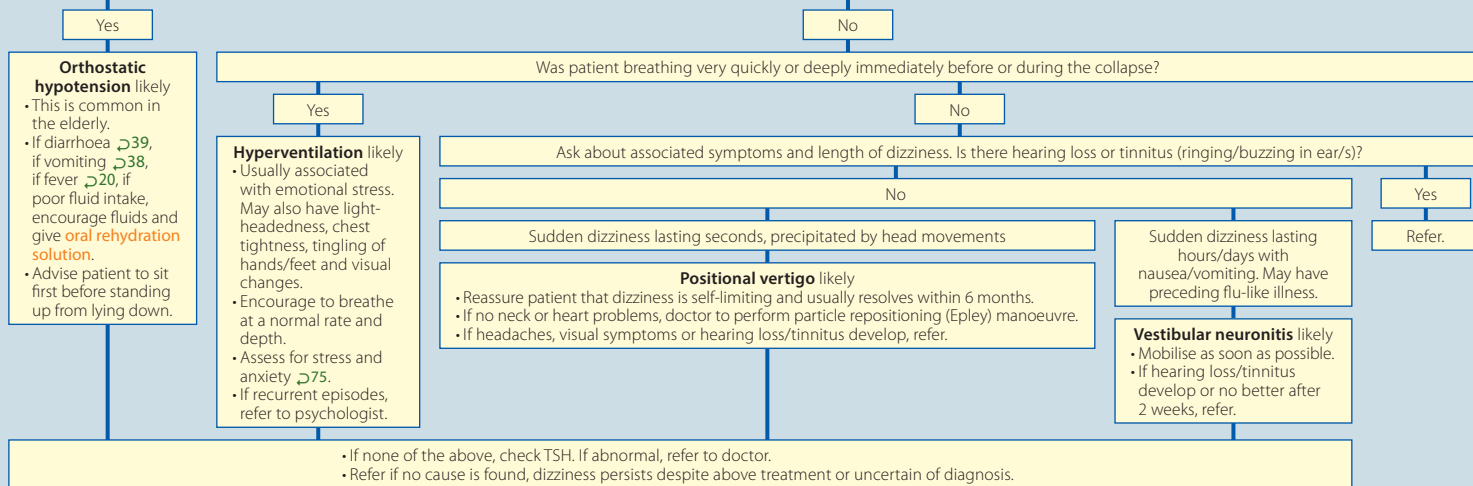 Yes
No
Orthostatic
hypotension likely
• This is common in
the elderly.
• If diarrhoea ⮌39,
if vomiting ⮌38,
if fever ⮌20, if
poor fluid intake,
encourage fluids and
give oral rehydration
solution.
• Advise patient to sit
first before standing
up from lying down.
Was patient breathing very quickly or deeply immediately before or during the collapse?
Yes
No
Hyperventilation likely
• Usually associated
with emotional stress.
May also have light-
headedness, chest
tightness, tingling of
hands/feet and visual
changes.
• Encourage to breathe
at a normal rate and
depth.
• Assess for stress and
anxiety ⮌75.
• If recurrent episodes,
refer to psychologist.
Ask about associated symptoms and length of dizziness. Is there hearing loss or tinnitus (ringing/buzzing in ear/s)?
No
Yes
Sudden dizziness lasting seconds, precipitated by head movements
Positional vertigo likely
• Reassure patient that dizziness is self-limiting and usually resolves within 6 months.
• If no neck or heart problems, doctor to perform particle repositioning (Epley) manoeuvre.
• If headaches, visual symptoms or hearing loss/tinnitus develop, refer.
Sudden dizziness lasting
hours/days with
nausea/vomiting. May have
preceding flu-like illness.
Vestibular neuronitis likely
• Mobilise as soon as possible.
• If hearing loss/tinnitus
develop or no better after
2 weeks, refer.
Refer.
• If none of the above, check TSH. If abnormal, refer to doctor.
• Refer if no cause is found, dizziness persists despite above treatment or uncertain of diagnosis.